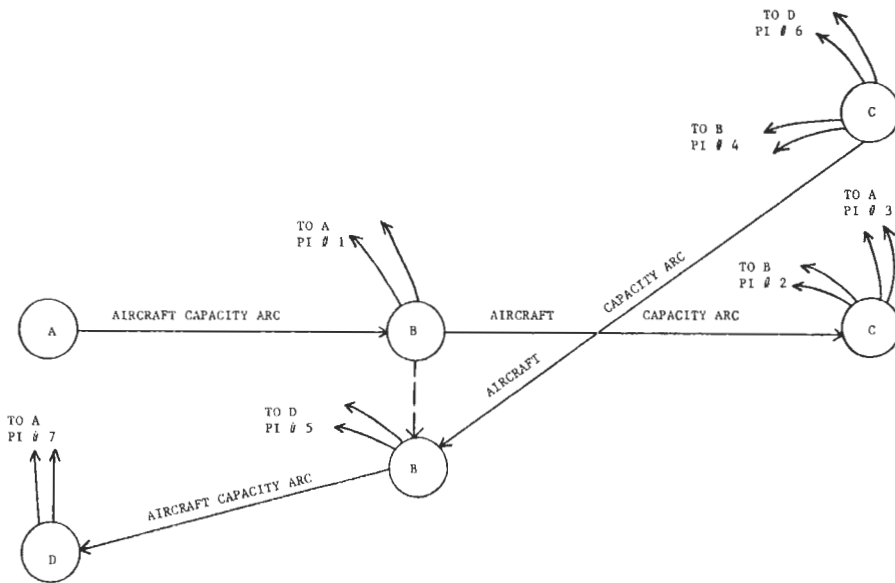 TO D
PI # 6
C
TO B
PI # 4
TO A
PI # 3
TO A
PI # 1
CAPACITY ARC
TO B
PI # 2
A
AIRCRAFT CAPACITY ARC
B
AIRCRAFT
CAPACITY ARC
C
AIRCRAFT
TO D
PI # 5
TO A
PI # 7
B
AIRCRAFT CAPACITY ARC
D